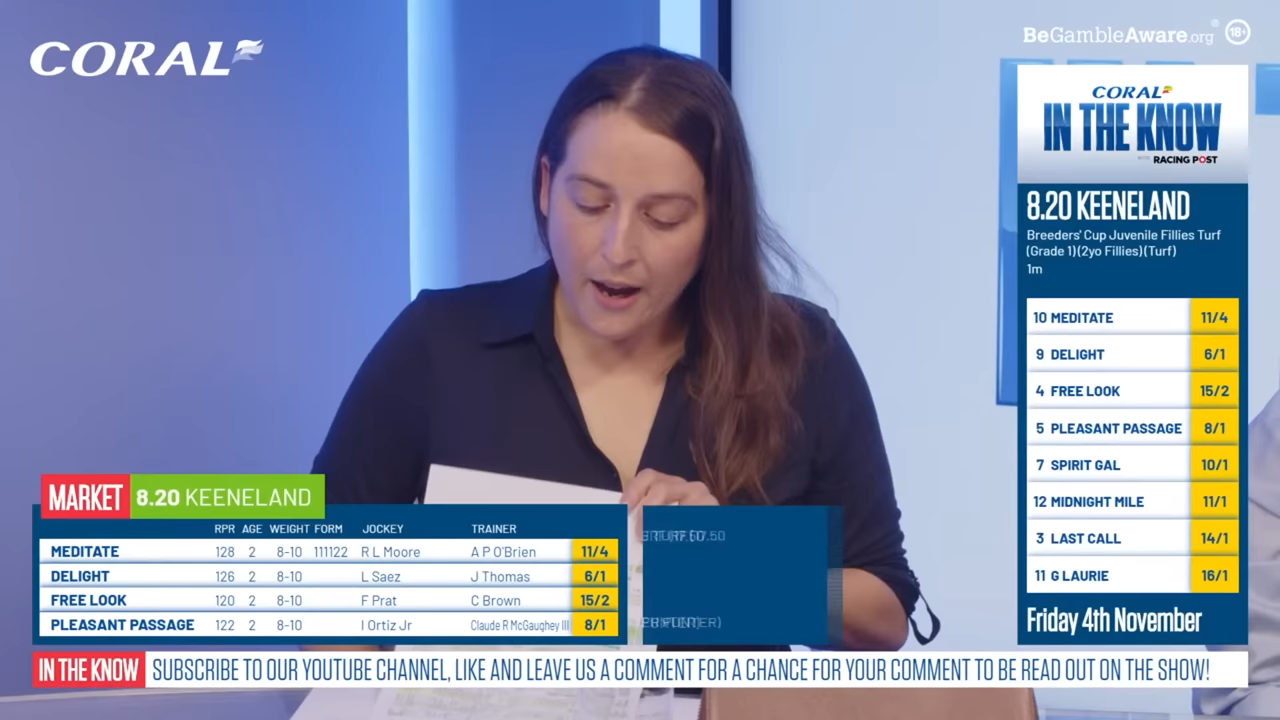 CORAL
BeGambleAware.org® 18+
CORAL
IN THE KNOW
WITH RACING POST
8.20 KEENELAND
Breeders' Cup Juvenile Fillies Turf
(Grade 1)(2yo Fillies)(Turf)
1m
10 MEDITATE 11/4
9 DELIGHT 6/1
4 FREE LOOK 15/2
5 PLEASANT PASSAGE 8/1
7 SPIRIT GAL 10/1
12 MIDNIGHT MILE 11/1
3 LAST CALL 14/1
11 G LAURIE 16/1
Friday 4th November
MARKET 8.20 KEENELAND
RPR AGE WEIGHT FORM JOCKEY TRAINER
MEDITATE 128 2 8-10 111122 R L Moore A P O'Brien 11/4
DELIGHT 126 2 8-10 L Saez J Thomas 6/1
FREE LOOK 120 2 8-10 F Prat C Brown 15/2
PLEASANT PASSAGE 122 2 8-10 I Ortiz Jr Claude R McGaughey III 8/1
IN THE KNOW SUBSCRIBE TO OUR YOUTUBE CHANNEL, LIKE AND LEAVE US A COMMENT FOR A CHANCE FOR YOUR COMMENT TO BE READ OUT ON THE SHOW!